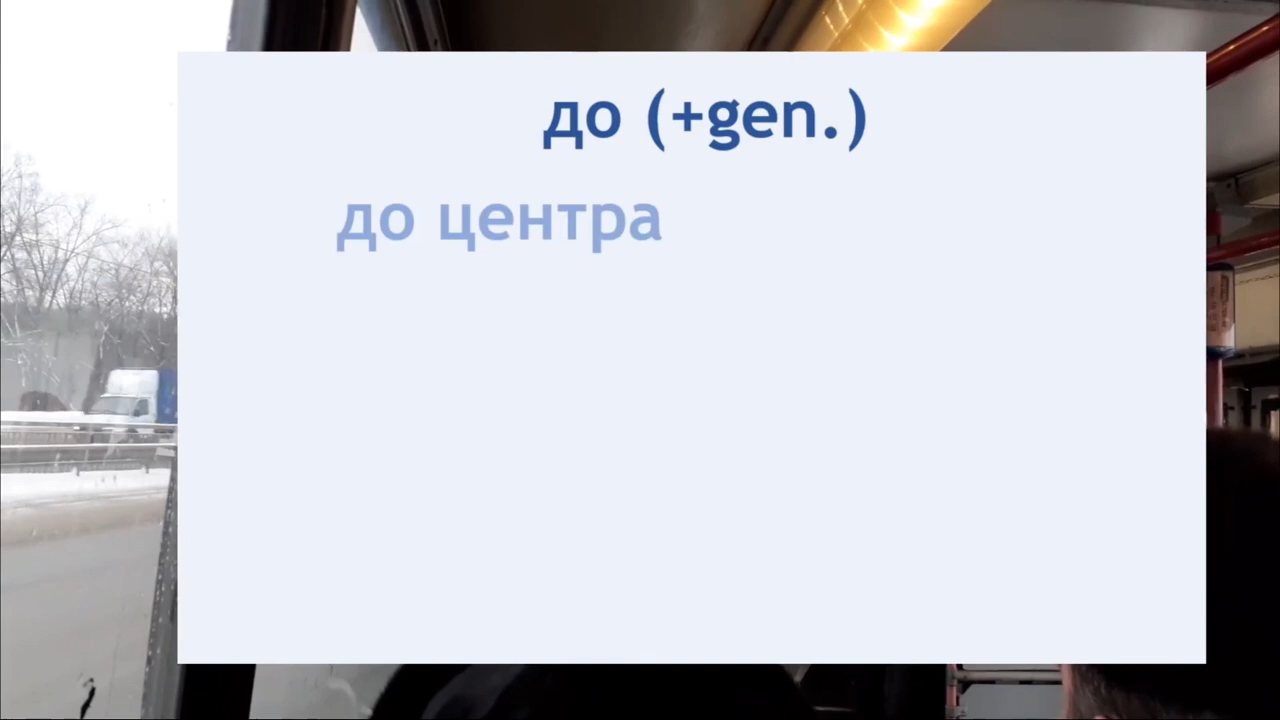 до (+gen.)
до центра